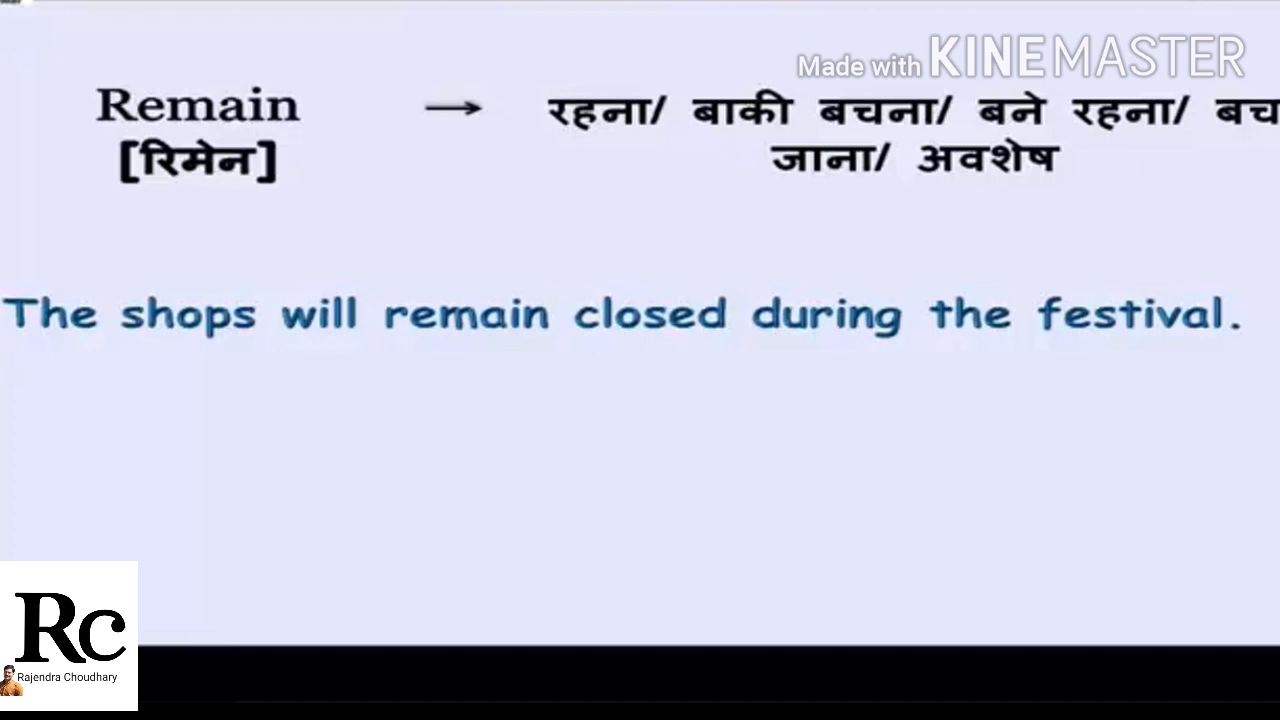 Made with KINEMASTER
Remain → रहना/ बाकी बचना/ बने रहना/ बच
[रिमेन] जाना/ अवशेष
The shops will remain closed during the festival.
Rc
Rajendra Choudhary